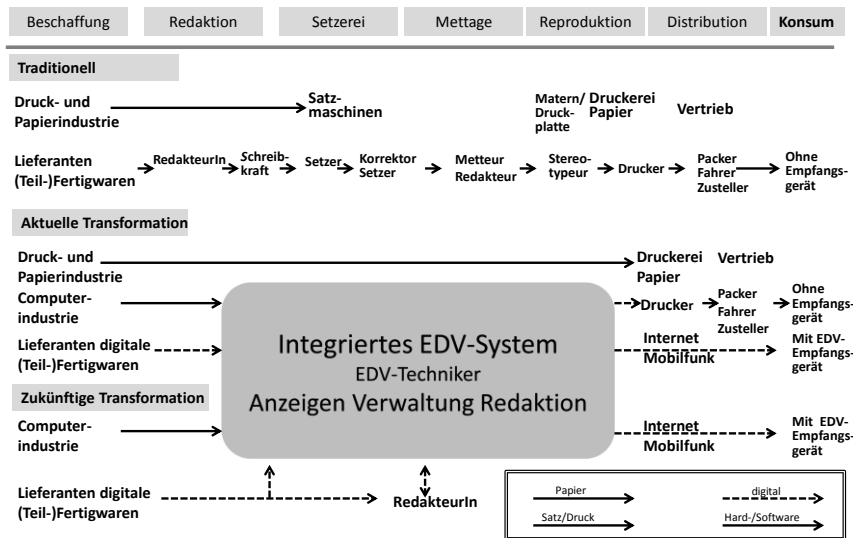 Beschaffung Redaktion Setzerei Mettage Reproduktion Distribution Konsum
Traditionell
Druck- und
Papierindustrie
Satz-
maschinen
Matern/
Druck-
platte
Druckerei
Papier
Vertrieb
Lieferanten
(Teil-)Fertigwaren
RedakteurIn
Schreib-
kraft
Setzer
Korrektor
Setzer
Metteur
Redakteur
Stereo-
typeur
Drucker
Packer
Fahrer
Zusteller
Ohne
Empfangs-
gerät
Aktuelle Transformation
Druck- und
Papierindustrie
Druckerei
Papier
Vertrieb
Computer-
industrie
Drucker
Packer
Fahrer
Zusteller
Ohne
Empfangsg-
gerät
Lieferanten digitale
(Teil-)Fertigwaren
Integriertes EDV-System
EDV-Techniker
Anzeigen Verwaltung Redaktion
Internet
Mobilfunk
Mit EDV-
Empfangs-
gerät
Zukünftige Transformation
Computer-
industrie
Internet
Mobilfunk
Mit EDV-
Empfangs-
gerät
Lieferanten digitale
(Teil-)Fertigwaren
RedakteurIn
Papier
digital
Satz/Druck
Hard-/Software